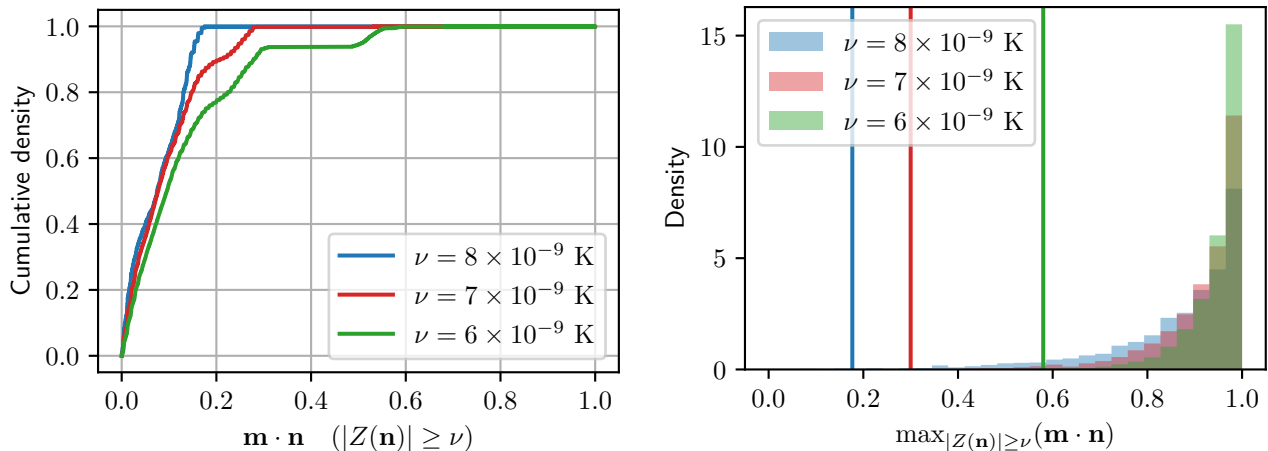 1.0
0.8
0.6
0.4
0.2
0.0
Cumulative density
ν = 8 × 10⁻⁹ K
ν = 7 × 10⁻⁹ K
ν = 6 × 10⁻⁹ K
0.0 0.2 0.4 0.6 0.8 1.0
m · n (|Z(n)| ≥ ν)
15
10
5
0
Density
ν = 8 × 10⁻⁹ K
ν = 7 × 10⁻⁹ K
ν = 6 × 10⁻⁹ K
0.0 0.2 0.4 0.6 0.8 1.0
max|Z(n)|≥ν(m · n)